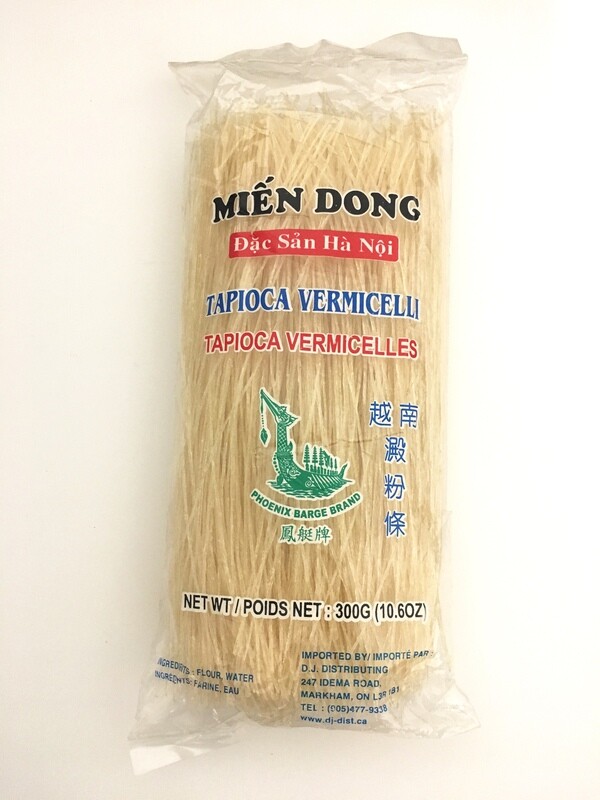 MIẾN DONG
Đặc Sản Hà Nội
TAPIOCA VERMICELLI
TAPIOCA VERMICELLES
越南
澱
粉
條
PHOENIX BARGE BRAND
鳳艇牌
NET WT / POIDS NET : 300G (10.6OZ)
INGREDIENTS : FLOUR, WATER
INGRÉDIENTS : FARINE, EAU
IMPORTED BY/ IMPORTÉ PAR :
D.J. DISTRIBUTING
247 IDEMA ROAD,
MARKHAM, ON L3R 1B1
TEL : (905)477-9338
www.dj-dist.ca